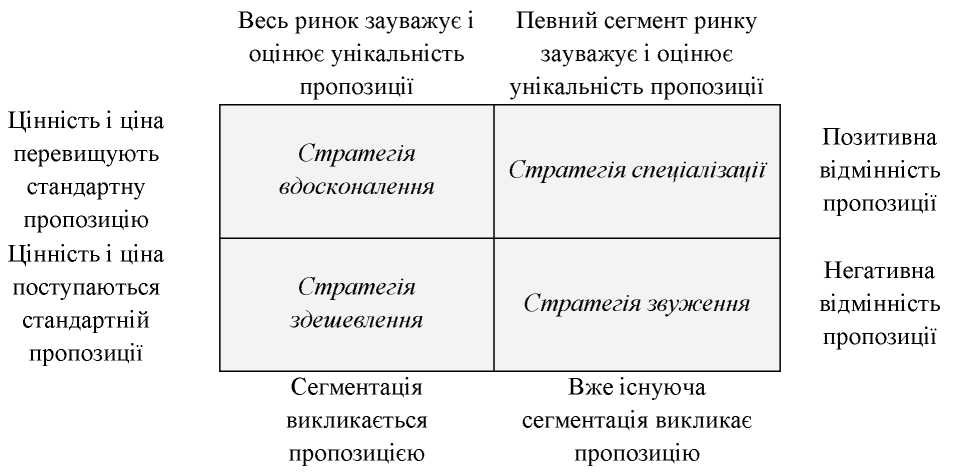 Весь ринок зауважує і
оцінює унікальність
пропозиції
Певний сегмент ринку
зауважує і оцінює
унікальність пропозиції
Цінність і ціна
перевищують
стандартну
пропозицію
Стратегія
вдосконалення
Стратегія спеціалізації
Позитивна
відмінність
пропозиції
Цінність і ціна
поступаються
стандартній
пропозиції
Стратегія
здешевлення
Стратегія звуження
Негативна
відмінність
пропозиції
Сегментація
викликається
пропозицією
Вже існуюча
сегментація викликає
пропозицію